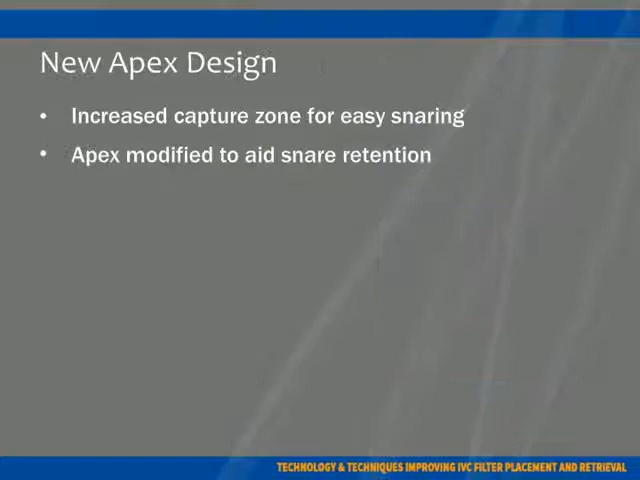 New Apex Design
• Increased capture zone for easy snaring
• Apex modified to aid snare retention
TECHNOLOGY & TECHNIQUES IMPROVING IVC FILTER PLACEMENT AND RETRIEVAL